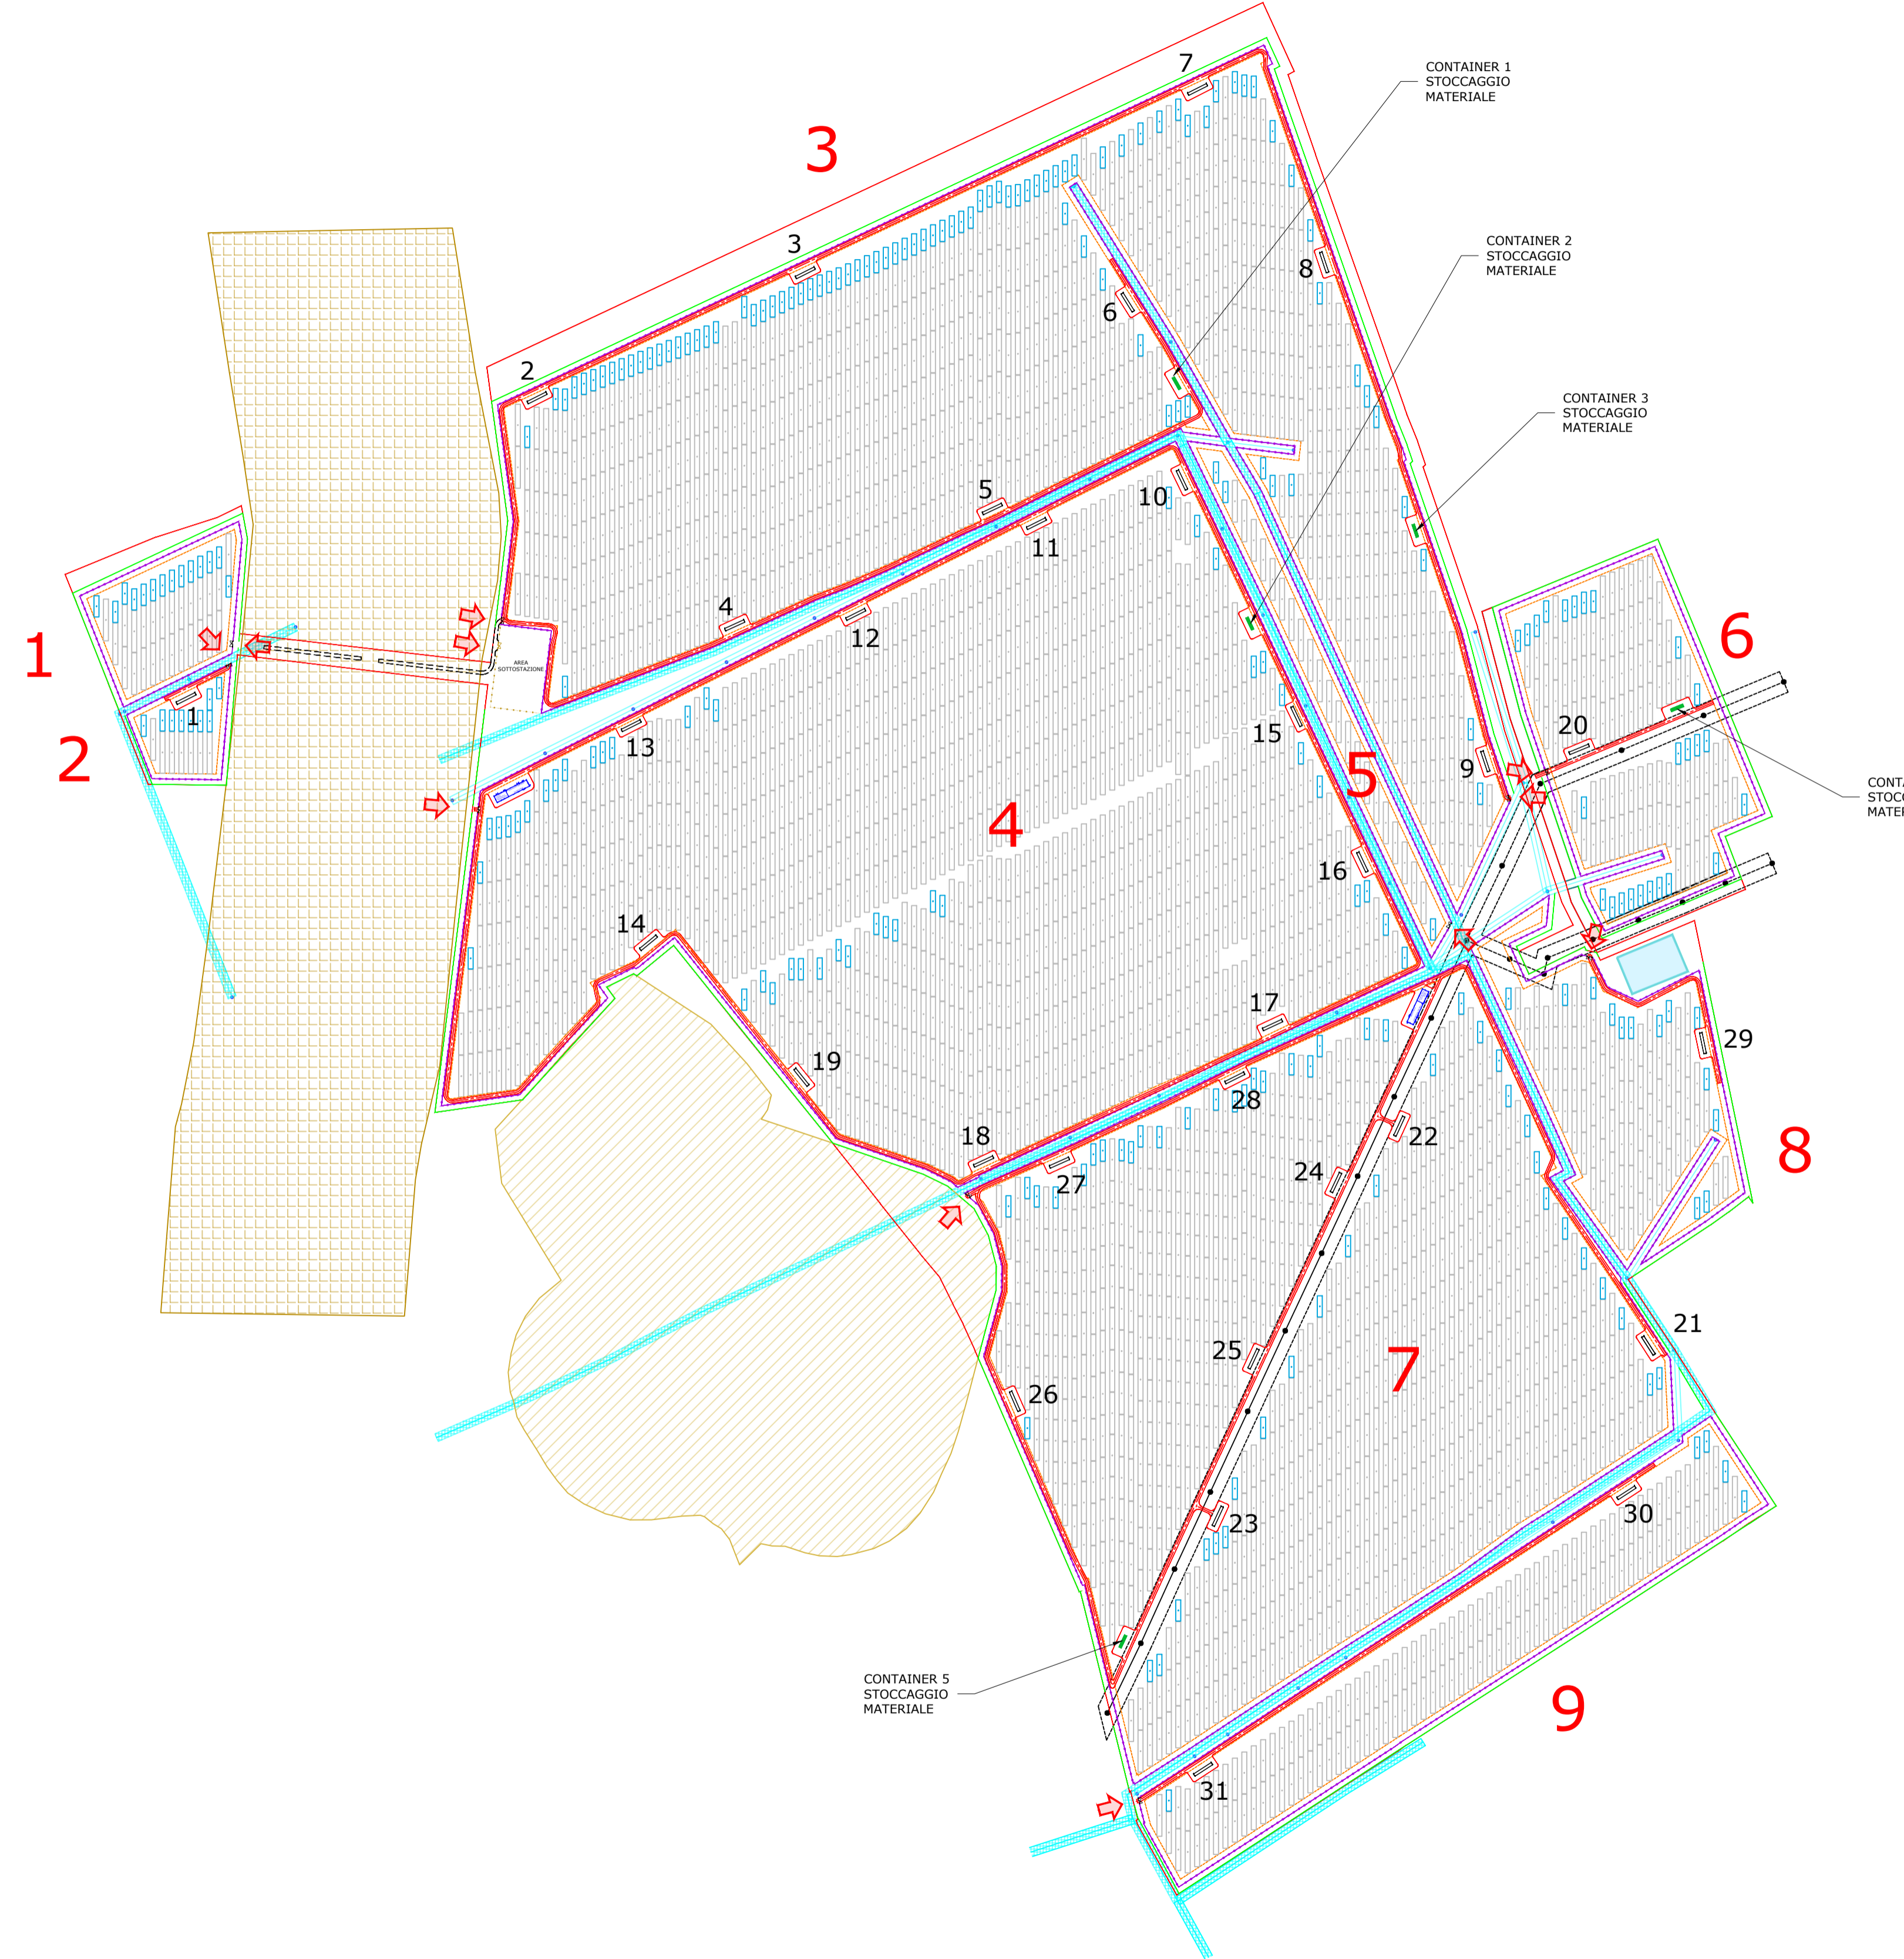 7
CONTAINER 1
STOCCAGGIO
MATERIALE
3
3
CONTAINER 2
STOCCAGGIO
MATERIALE
8
6
2
CONTAINER 3
STOCCAGGIO
MATERIALE
5
10
11
4
12
6
1
AREA
SOTTOSTAZIONE
1
15
13
20
2
9
5
4
CONTA
STOCC
MATER
16
14
17
29
19
28
22
18
27
24
8
21
25
7
26
30
23
CONTAINER 5
STOCCAGGIO
MATERIALE
9
31